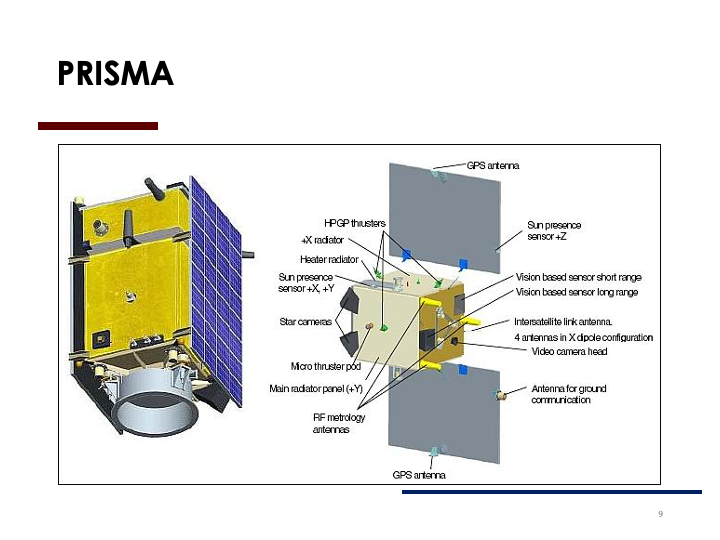 PRISMA
GPS antenna
HPGP thrusters
+X radiator
Heater radiator
Sun presence
sensor +X, +Y
Star cameras
Micro thruster pod
Main radiator panel (+Y)
RF metrology
antennas
GPS antenna
Sun presence
sensor +Z
Vision based sensor short range
Vision based sensor long range
Intersatellite link antenna.
4 antennas in X dipole configuration
Video camera head
Antenna for ground
communication
9